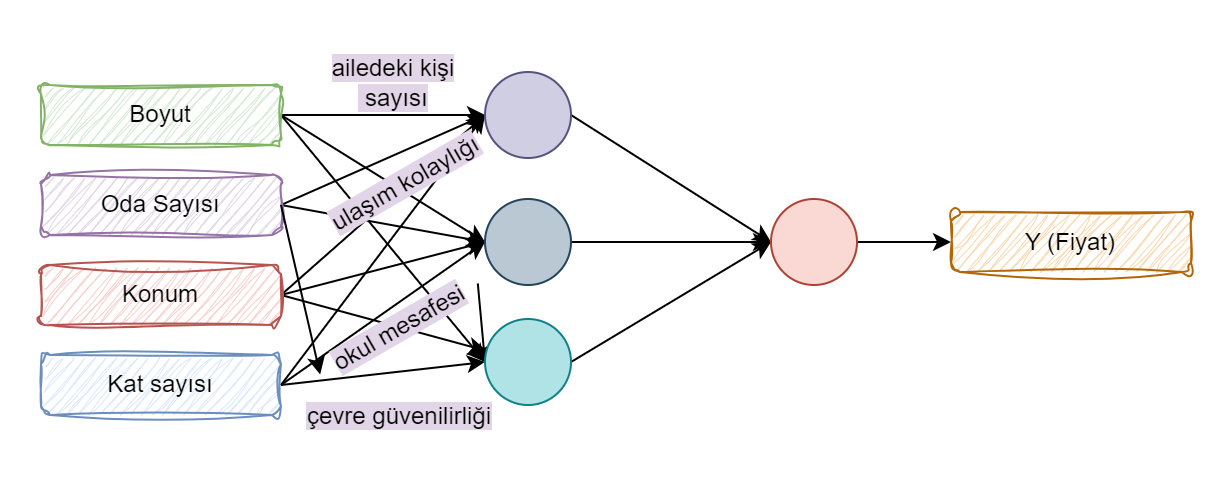 ailedeki kişi
sayısı
Boyut
ulaşım kolaylığı
Oda Sayısı
Y (Fiyat)
Konum
okul mesafesi
Kat sayısı
çevre güvenilirliği